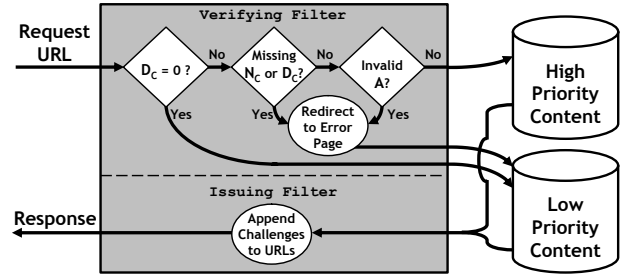 Verifying Filter
Request
URL
D_C = 0 ?
No
Missing
N_C or D_C?
No
Invalid
A?
No
High
Priority
Content
Yes
Yes
Yes
Redirect
to Error
Page
Issuing Filter
Response
Append
Challenges
to URLs
Low
Priority
Content